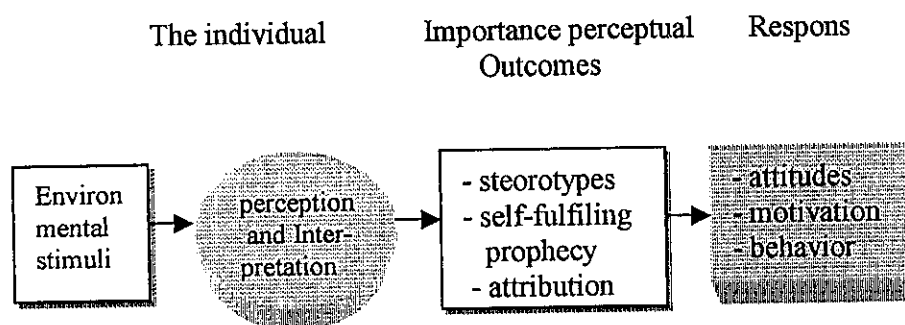 The individual
Importance perceptual
Outcomes
Respons
Environ
mental
stimuli
perception
and Inter-
pretation
- steorotypes
- self-fulfiling
prophecy
- attribution
- attitudes
- motivation
- behavior